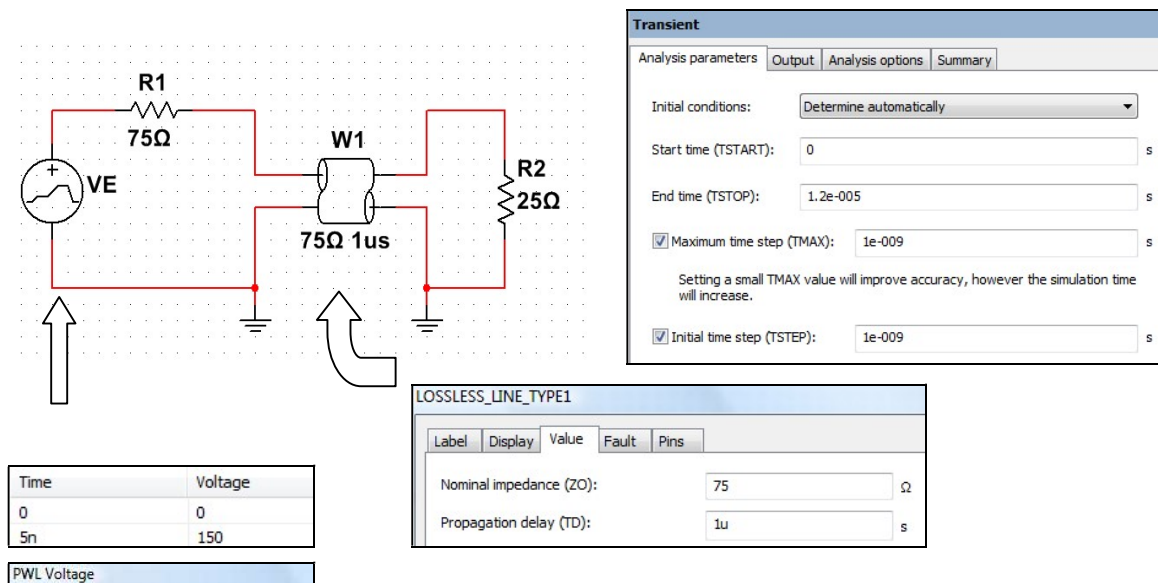 R1
75Ω
VE
W1
75Ω 1us
R2
25Ω
Transient
Analysis parameters Output Analysis options Summary
Initial conditions: Determine automatically
Start time (TSTART): 0 s
End time (TSTOP): 1.2e-005 s
Maximum time step (TMAX): 1e-009 s
Setting a small TMAX value will improve accuracy, however the simulation time
will increase.
Initial time step (TSTEP): 1e-009 s
LOSSLESS_LINE_TYPE1
Label Display Value Fault Pins
Nominal impedance (ZO): 75 Ω
Propagation delay (TD): 1u s
Time Voltage
0 0
5n 150
PWL Voltage